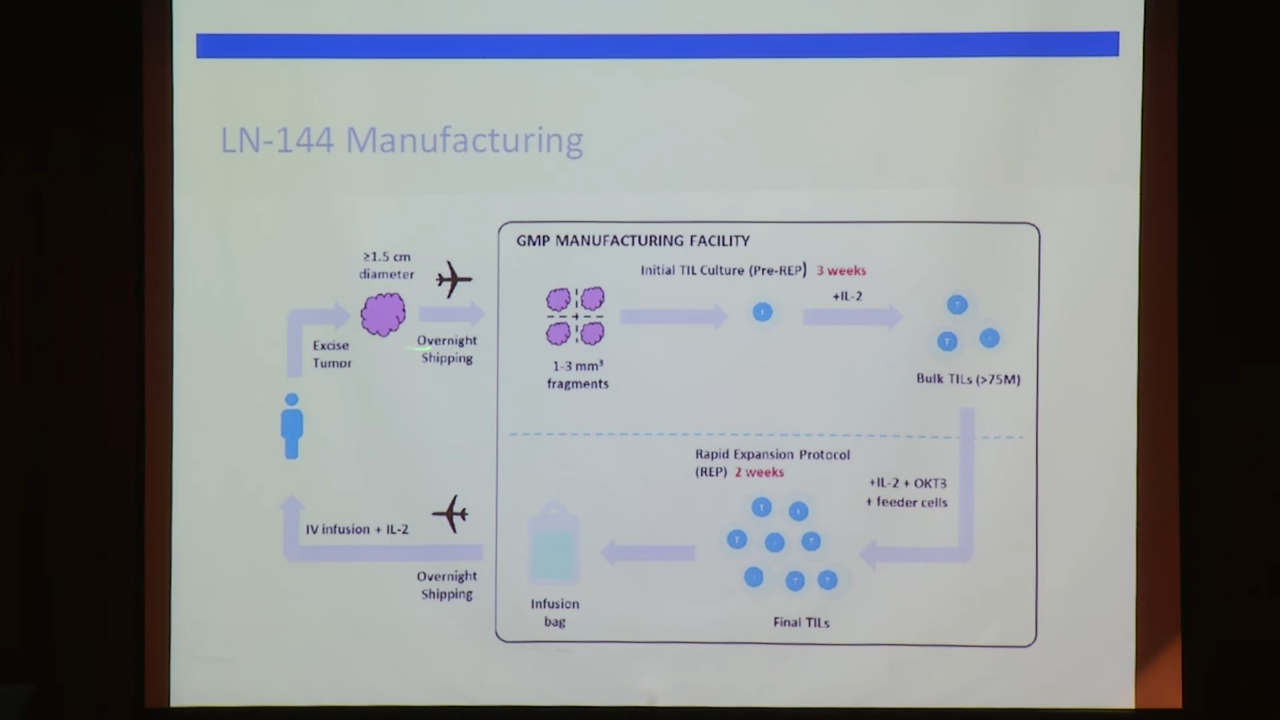 LN-144 Manufacturing
GMP MANUFACTURING FACILITY
≥1.5 cm
diameter
Excise
Tumor
Overnight
Shipping
Initial TIL Culture (Pre-REP) 3 weeks
+IL-2
1-3 mm³
fragments
Bulk TILs (>75M)
Rapid Expansion Protocol
(REP) 2 weeks
+IL-2 + OKT3
+ feeder cells
Final TILs
Infusion
bag
IV infusion + IL-2
Overnight
Shipping